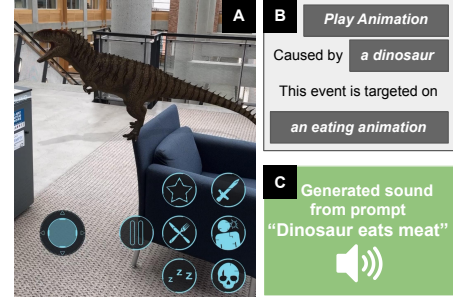 A
z z z
B
Play Animation
Caused by a dinosaur
This event is targeted on
an eating animation
C
Generated sound
from prompt
“Dinosaur eats meat”